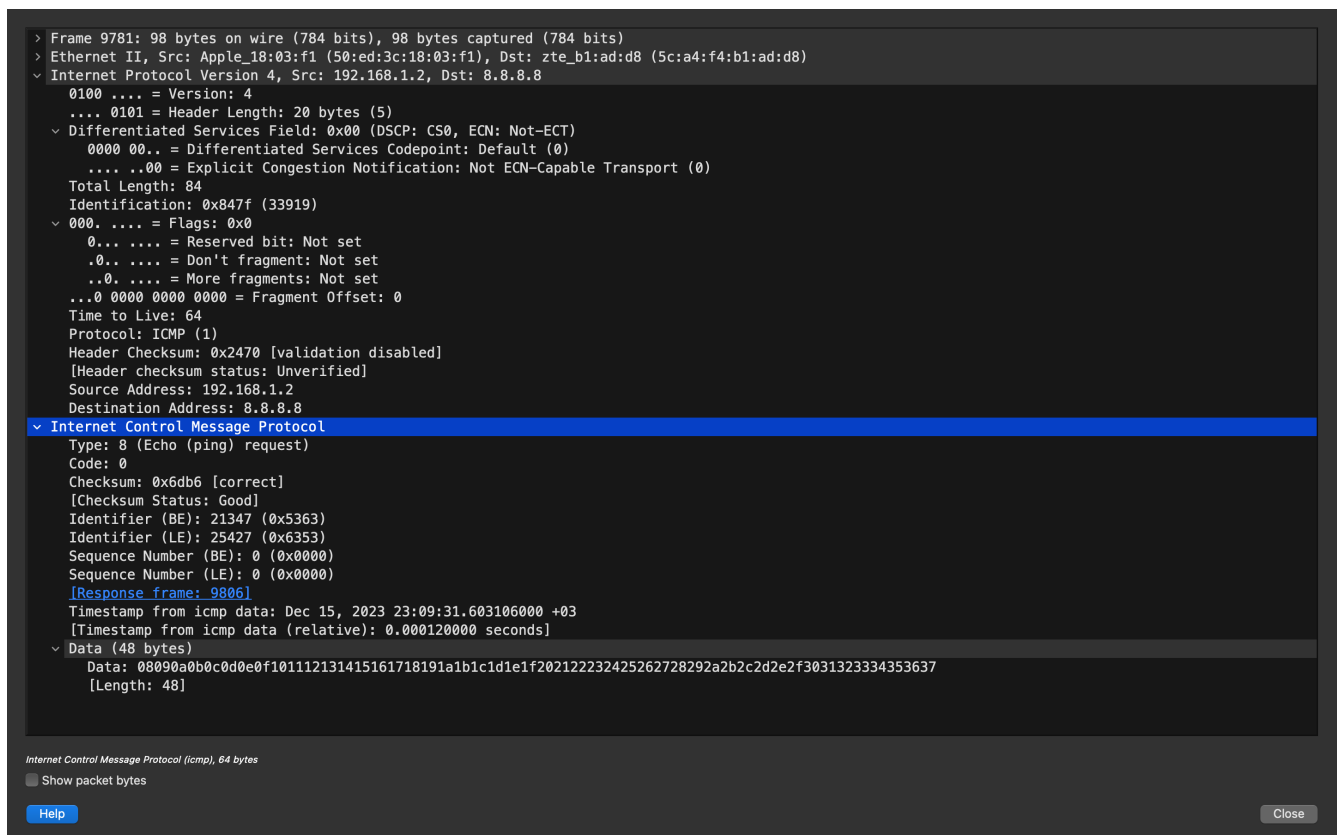 Frame 9781: 98 bytes on wire (784 bits), 98 bytes captured (784 bits)
Ethernet II, Src: Apple_18:03:f1 (50:ed:3c:18:03:f1), Dst: zte_b1:ad:d8 (5c:a4:f4:b1:ad:d8)
Internet Protocol Version 4, Src: 192.168.1.2, Dst: 8.8.8.8
0100 .... = Version: 4
.... 0101 = Header Length: 20 bytes (5)
Differentiated Services Field: 0x00 (DSCP: CS0, ECN: Not-ECT)
0000 00.. = Differentiated Services Codepoint: Default (0)
.... ..00 = Explicit Congestion Notification: Not ECN-Capable Transport (0)
Total Length: 84
Identification: 0x847f (33919)
000. .... = Flags: 0x0
0... .... = Reserved bit: Not set
.0.. .... = Don't fragment: Not set
..0. .... = More fragments: Not set
...0 0000 0000 0000 = Fragment Offset: 0
Time to Live: 64
Protocol: ICMP (1)
Header Checksum: 0x2470 [validation disabled]
[Header checksum status: Unverified]
Source Address: 192.168.1.2
Destination Address: 8.8.8.8
Internet Control Message Protocol
Type: 8 (Echo (ping) request)
Code: 0
Checksum: 0x6db6 [correct]
[Checksum Status: Good]
Identifier (BE): 21347 (0x5363)
Identifier (LE): 25427 (0x6353)
Sequence Number (BE): 0 (0x0000)
Sequence Number (LE): 0 (0x0000)
[Response frame: 9806]
Timestamp from icmp data: Dec 15, 2023 23:09:31.603106000 +03
[Timestamp from icmp data (relative): 0.000120000 seconds]
Data (48 bytes)
Data: 08090a0b0c0d0e0f101112131415161718191a1b1c1d1e1f202122232425262728292a2b2c2d2e2f3031323334353637
[Length: 48]
Internet Control Message Protocol (icmp), 64 bytes
Show packet bytes
Help
Close